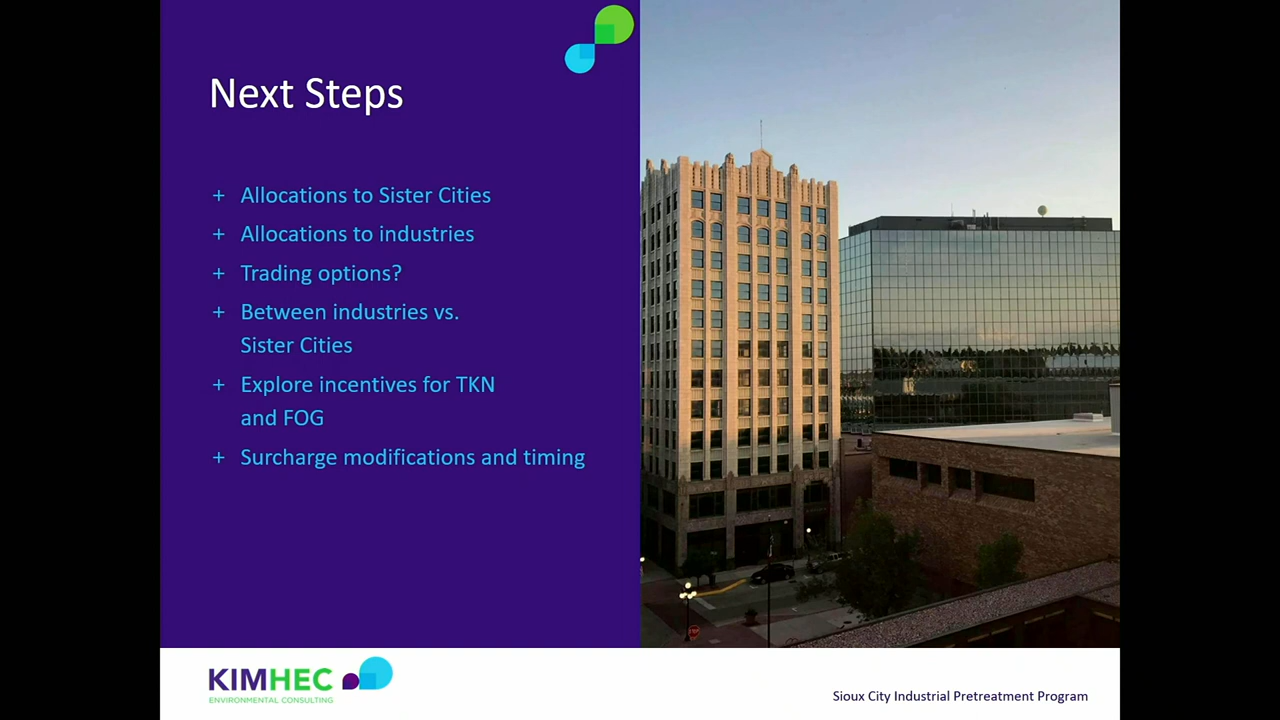 Next Steps
+ Allocations to Sister Cities
+ Allocations to industries
+ Trading options?
+ Between industries vs.
Sister Cities
+ Explore incentives for TKN
and FOG
+ Surcharge modifications and timing
KIMHEC
ENVIRONMENTAL CONSULTING
Sioux City Industrial Pretreatment Program